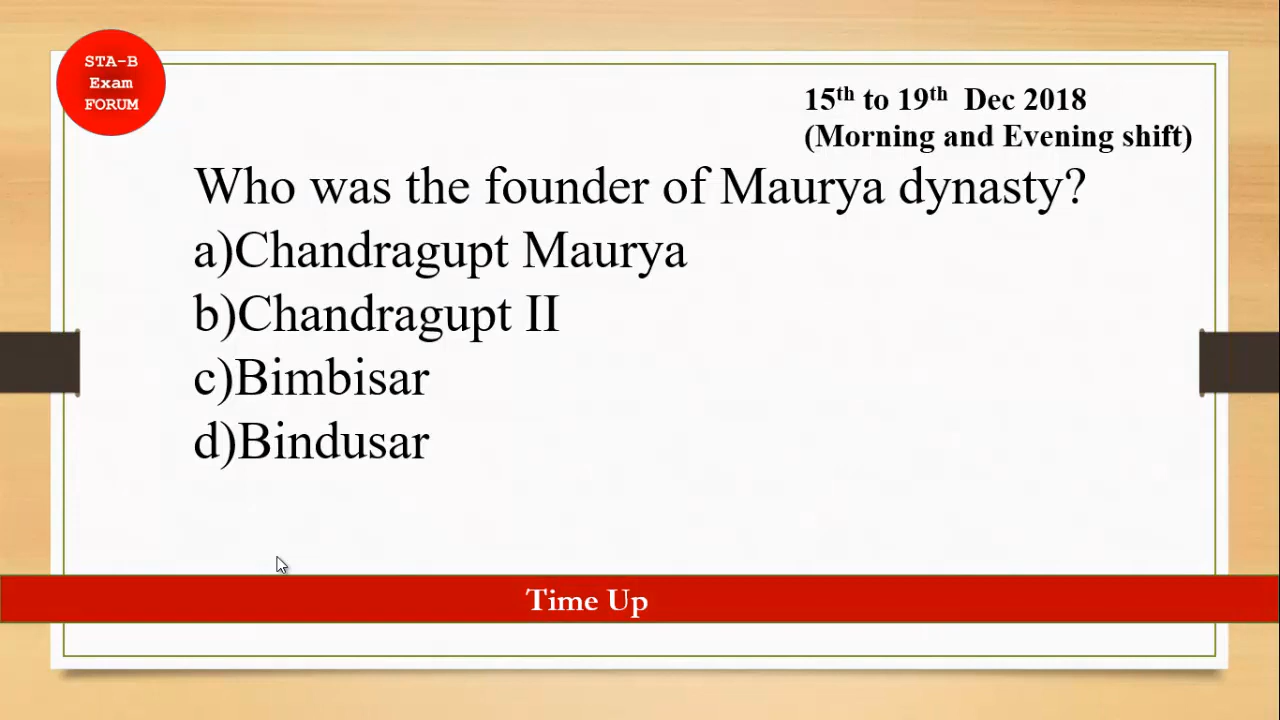 STA-B
Exam
FORUM
15th to 19th Dec 2018
(Morning and Evening shift)
Who was the founder of Maurya dynasty?
a)Chandragupt Maurya
b)Chandragupt II
c)Bimbisar
d)Bindusar
Time Up